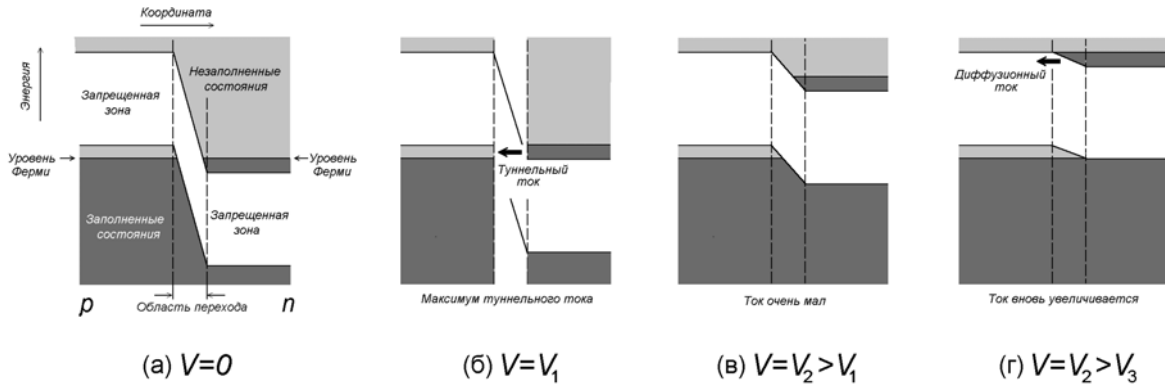 Координата
Энергия
Незаполненные
состояния
Запрещенная
зона
Уровень
Ферми
Уровень
Ферми
Заполненные
состояния
Запрещенная
зона
p
Область перехода
n
(а) V=0
Туннельный
ток
Максимум туннельного тока
(б) V=V₁
Ток очень мал
(в) V=V₂>V₁
Диффузионный
ток
Ток вновь увеличивается
(г) V=V₂>V₃